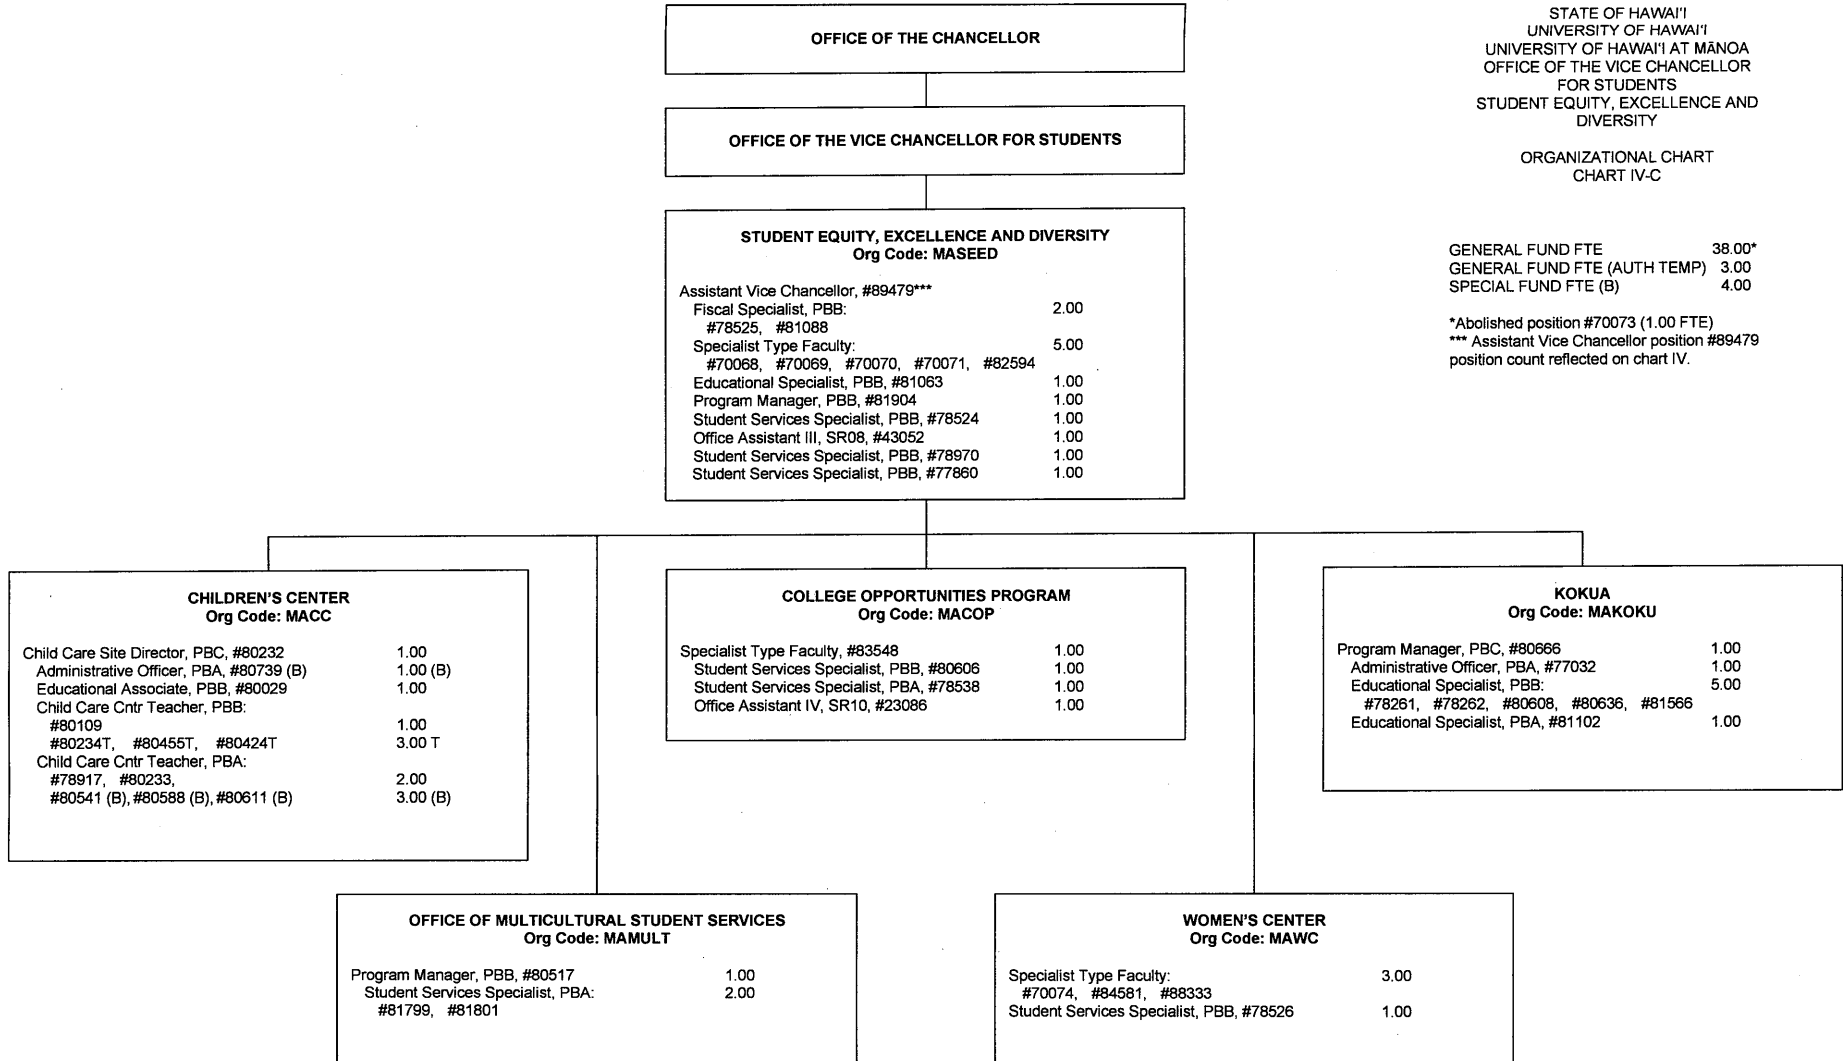 OFFICE OF THE CHANCELLOR
OFFICE OF THE VICE CHANCELLOR FOR STUDENTS
STATE OF HAWAI'I
UNIVERSITY OF HAWAI'I
UNIVERSITY OF HAWAI'I AT MĀNOA
OFFICE OF THE VICE CHANCELLOR
FOR STUDENTS
STUDENT EQUITY, EXCELLENCE AND
DIVERSITY
ORGANIZATIONAL CHART
CHART IV-C
GENERAL FUND FTE 38.00*
GENERAL FUND FTE (AUTH TEMP) 3.00
SPECIAL FUND FTE (B) 4.00
*Abolished position #70073 (1.00 FTE)
*** Assistant Vice Chancellor position #89479
position count reflected on chart IV.
STUDENT EQUITY, EXCELLENCE AND DIVERSITY
Org Code: MASEED
Assistant Vice Chancellor, #89479***
Fiscal Specialist, PBB: 2.00
#78525, #81088
Specialist Type Faculty: 5.00
#70068, #70069, #70070, #70071, #82594
Educational Specialist, PBB, #81063 1.00
Program Manager, PBB, #81904 1.00
Student Services Specialist, PBB, #78524 1.00
Office Assistant III, SR08, #43052 1.00
Student Services Specialist, PBB, #78970 1.00
Student Services Specialist, PBB, #77860 1.00
CHILDREN'S CENTER
Org Code: MACC
Child Care Site Director, PBC, #80232 1.00
Administrative Officer, PBA, #80739 (B) 1.00 (B)
Educational Associate, PBB, #80029 1.00
Child Care Cntr Teacher, PBB:
#80109 1.00
#80234T, #80455T, #80424T 3.00 T
Child Care Cntr Teacher, PBA:
#78917, #80233, 2.00
#80541 (B), #80588 (B), #80611 (B) 3.00 (B)
COLLEGE OPPORTUNITIES PROGRAM
Org Code: MACOP
Specialist Type Faculty, #83548 1.00
Student Services Specialist, PBB, #80606 1.00
Student Services Specialist, PBA, #78538 1.00
Office Assistant IV, SR10, #23086 1.00
KOKUA
Org Code: MAKOKU
Program Manager, PBC, #80666 1.00
Administrative Officer, PBA, #77032 1.00
Educational Specialist, PBB: 5.00
#78261, #78262, #80608, #80636, #81566
Educational Specialist, PBA, #81102 1.00
OFFICE OF MULTICULTURAL STUDENT SERVICES
Org Code: MAMULT
Program Manager, PBB, #80517 1.00
Student Services Specialist, PBA: 2.00
#81799, #81801
WOMEN'S CENTER
Org Code: MAWC
Specialist Type Faculty: 3.00
#70074, #84581, #88333
Student Services Specialist, PBB, #78526 1.00